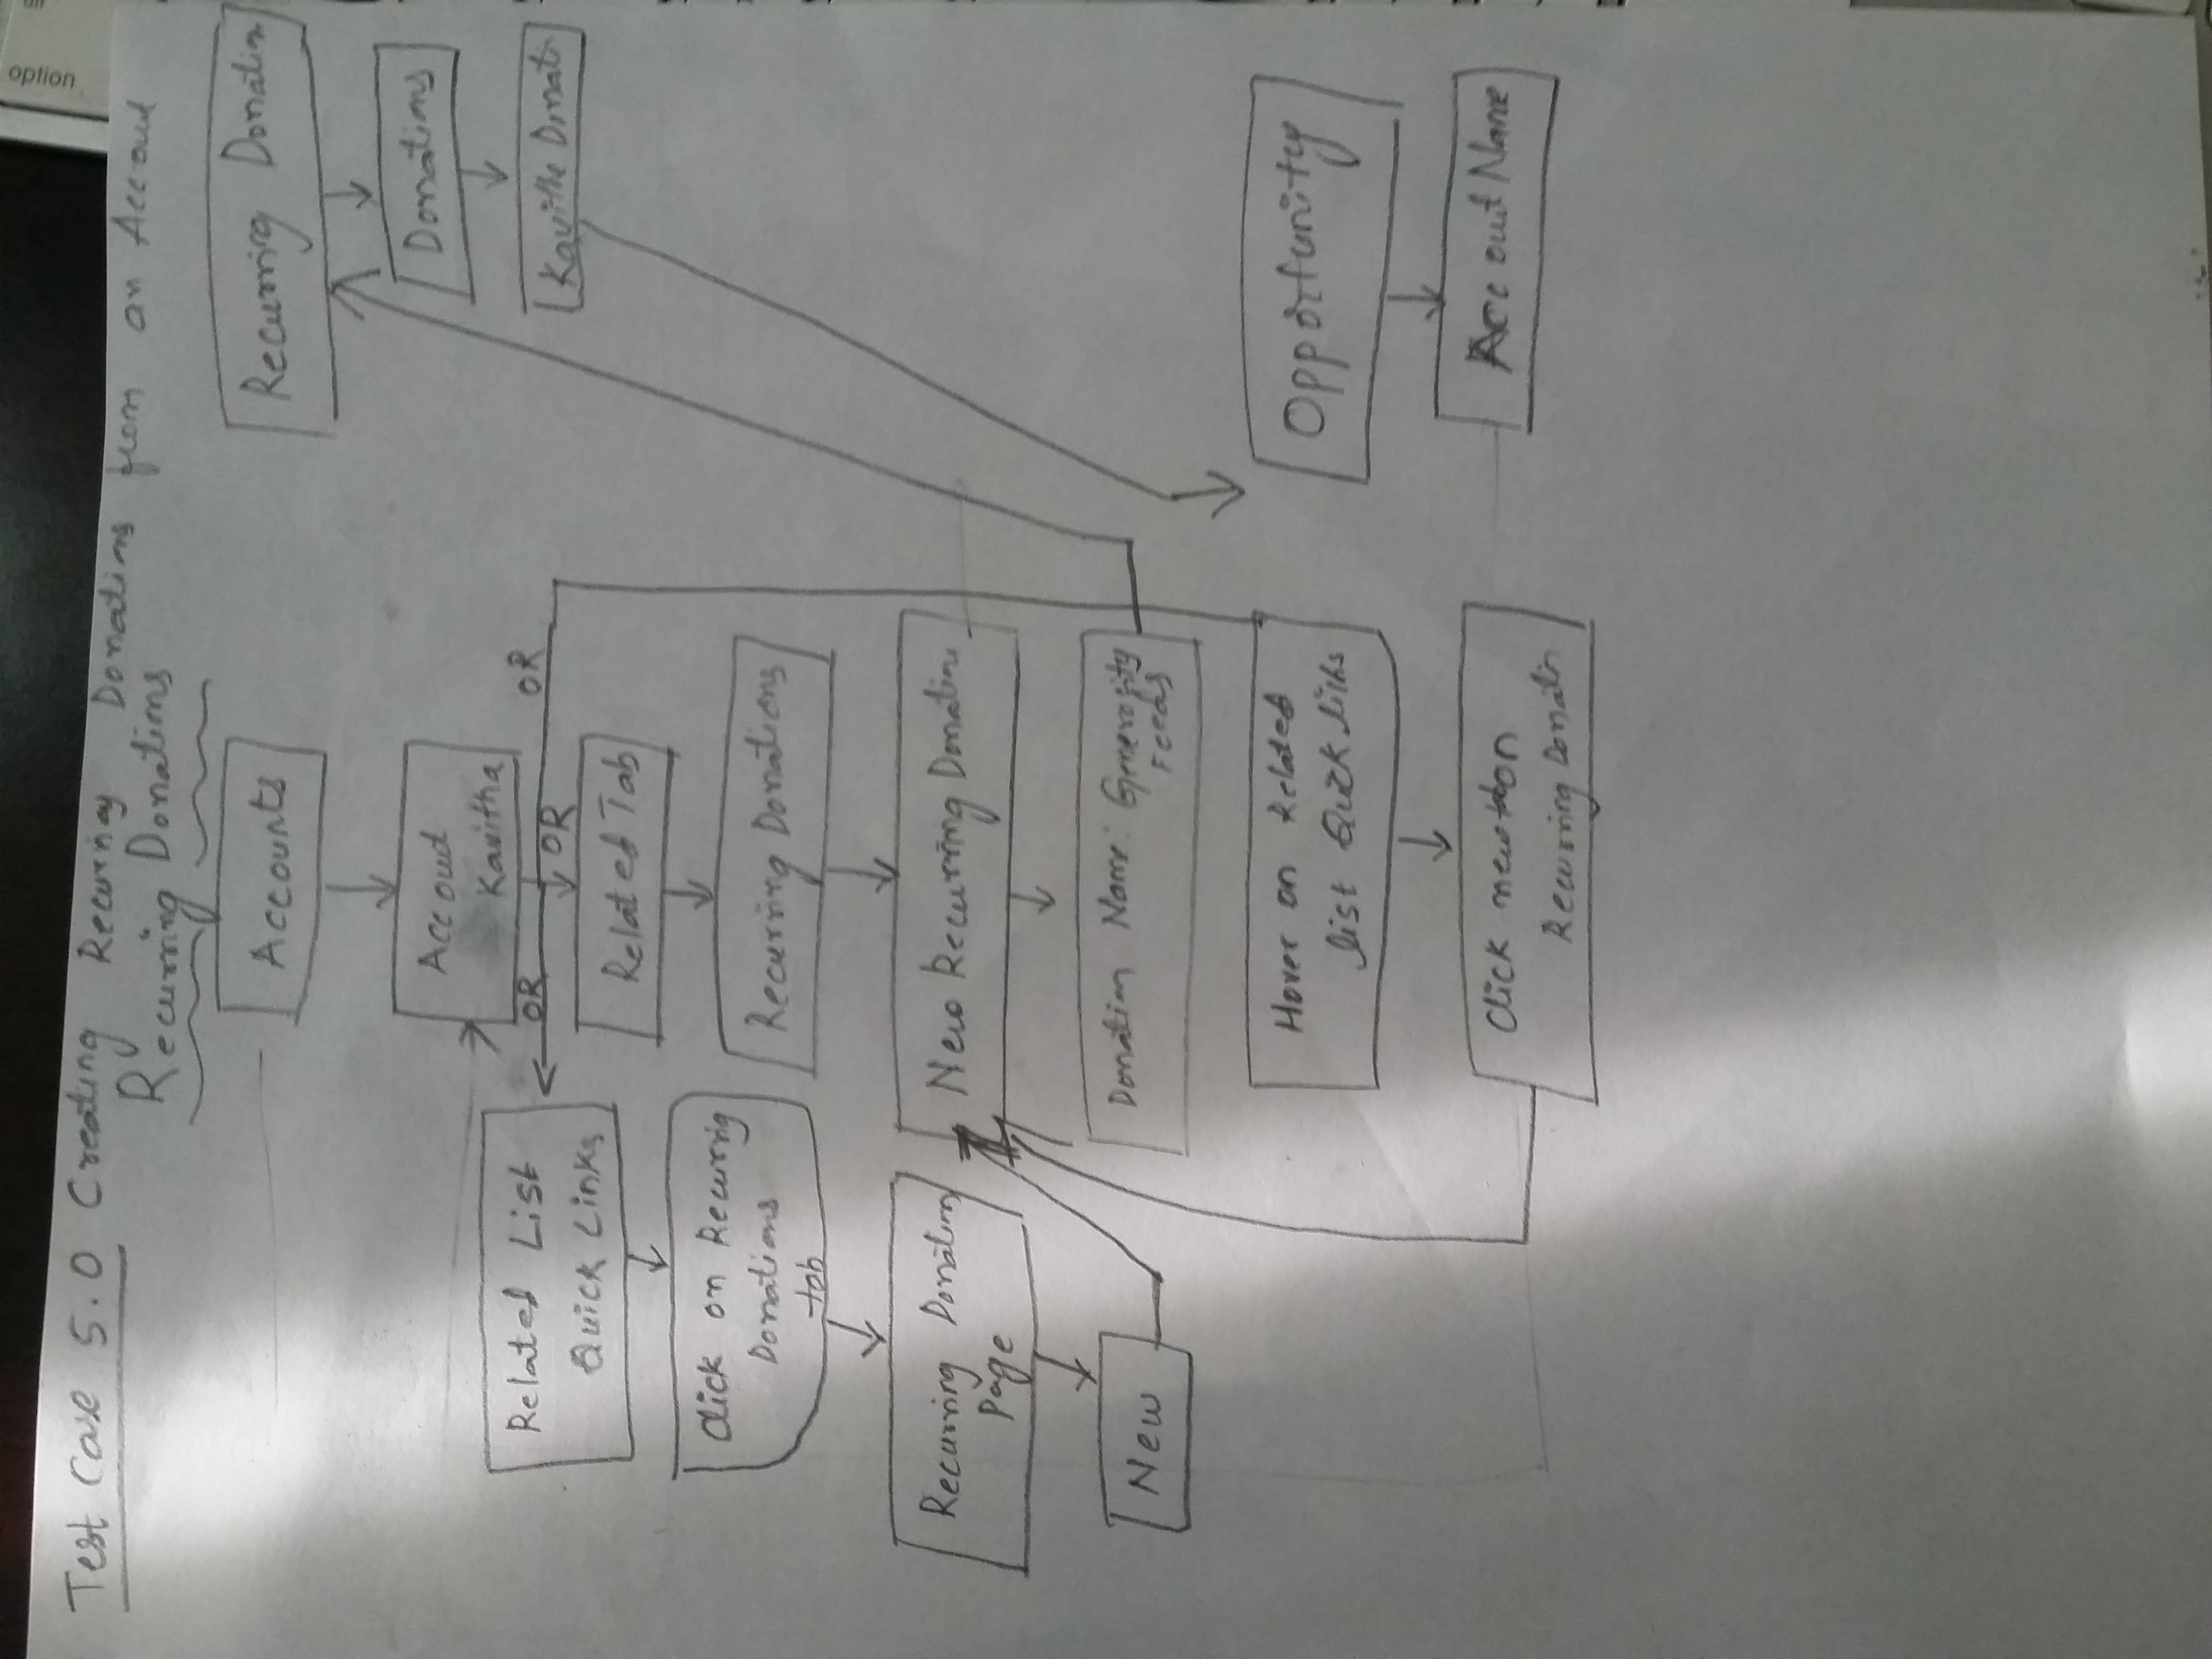 Test Case 5.0 Creating Recurring Donations from an Account
Recurring Donations
Accounts
Account
Kavitha
OR
OR
OR
Related Tab
Recurring Donations
New Recurring Donation
Donation Name: Generosity
Feeds
Hover on Related
list Quick links
Click new
Recurring Donation
Related List
Quick Links
Click on Recurrig
Donations
tab
Recurring Donation
Page
New
Recurring Donation
Donations
Kavitha Donatn
Opportunity
Account Name
option